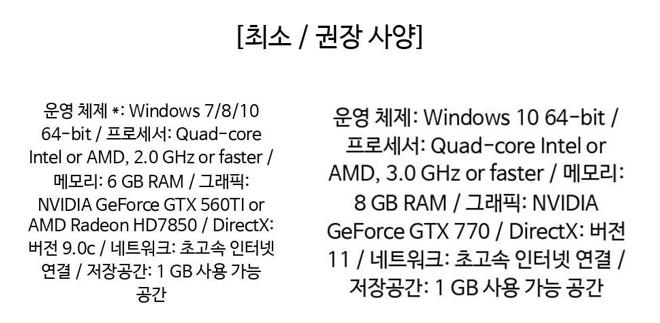 [최소 / 권장 사양]
운영 체제 *: Windows 7/8/10
64-bit / 프로세서: Quad-core
Intel or AMD, 2.0 GHz or faster /
메모리: 6 GB RAM / 그래픽:
NVIDIA GeForce GTX 560TI or
AMD Radeon HD7850 / DirectX:
버전 9.0c / 네트워크: 초고속 인터넷
연결 / 저장공간: 1 GB 사용 가능
공간
운영 체제: Windows 10 64-bit /
프로세서: Quad-core Intel or
AMD, 3.0 GHz or faster / 메모리:
8 GB RAM / 그래픽: NVIDIA
GeForce GTX 770 / DirectX: 버전
11 / 네트워크: 초고속 인터넷 연결 /
저장공간: 1 GB 사용 가능 공간